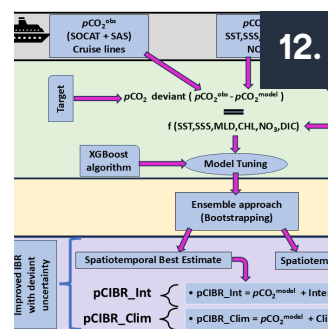 pCO₂ᵒᵇˢ
(SOCAT + SAS)
Cruise lines
pCO
SST,SSS,
NO
12.
Target
pCO₂ deviant ( pCO₂ᵒᵇˢ - pCO₂ᵐᵒᵈᵉˡ )
=
f (SST,SSS,MLD,CHL,NO₃,DIC)
XGBoost
algorithm
Model Tuning
Ensemble approach
(Bootstrapping)
Improved IBR
with deviant
uncertainty
Spatiotemporal Best Estimate
Spatiotem
pCIBR_Int
• pCIBR_Int = pCO₂ᵐᵒᵈᵉˡ + Inte
pCIBR_Clim
• pCIBR_Clim = pCO₂ᵐᵒᵈᵉˡ + Cli